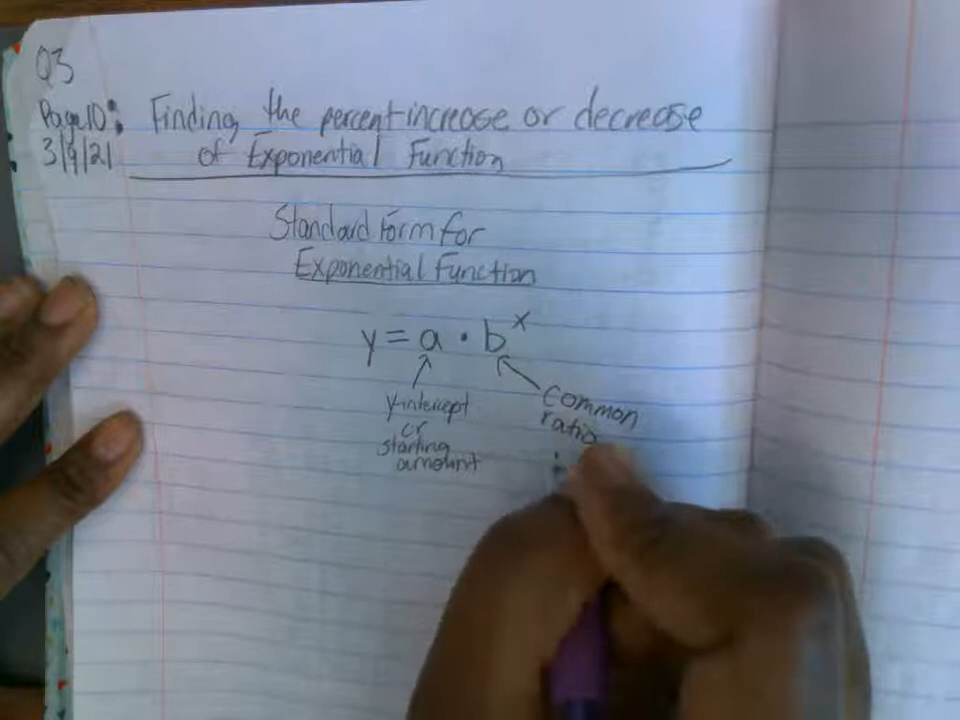 Q3
Page 10: Finding the percent increase or decrease
3/9/21 of Exponential Function
Standard Form for
Exponential Function
y = a · b^x
y-intercept
or
starting
amount
common
ratio